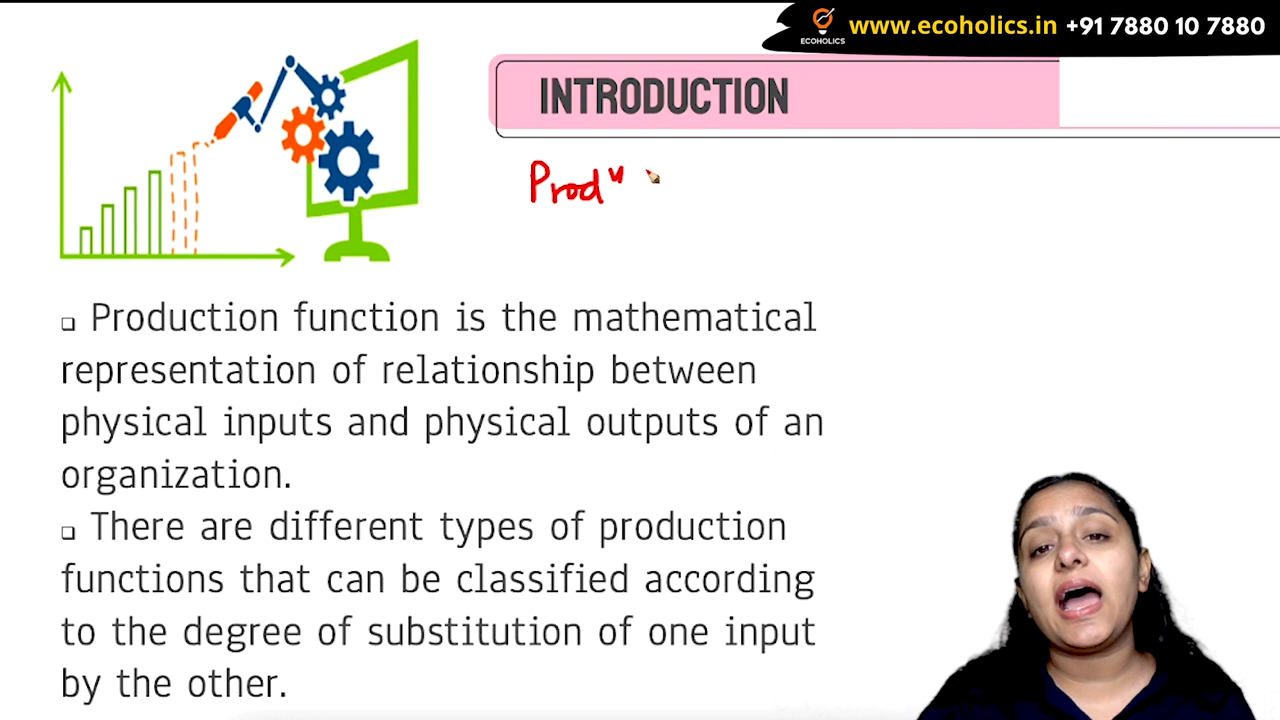 www.ecoholics.in +91 7880 10 7880
ECOHOLICS
INTRODUCTION
Prodⁿ
❑ Production function is the mathematical
representation of relationship between
physical inputs and physical outputs of an
organization.
❑ There are different types of production
functions that can be classified according
to the degree of substitution of one input
by the other.